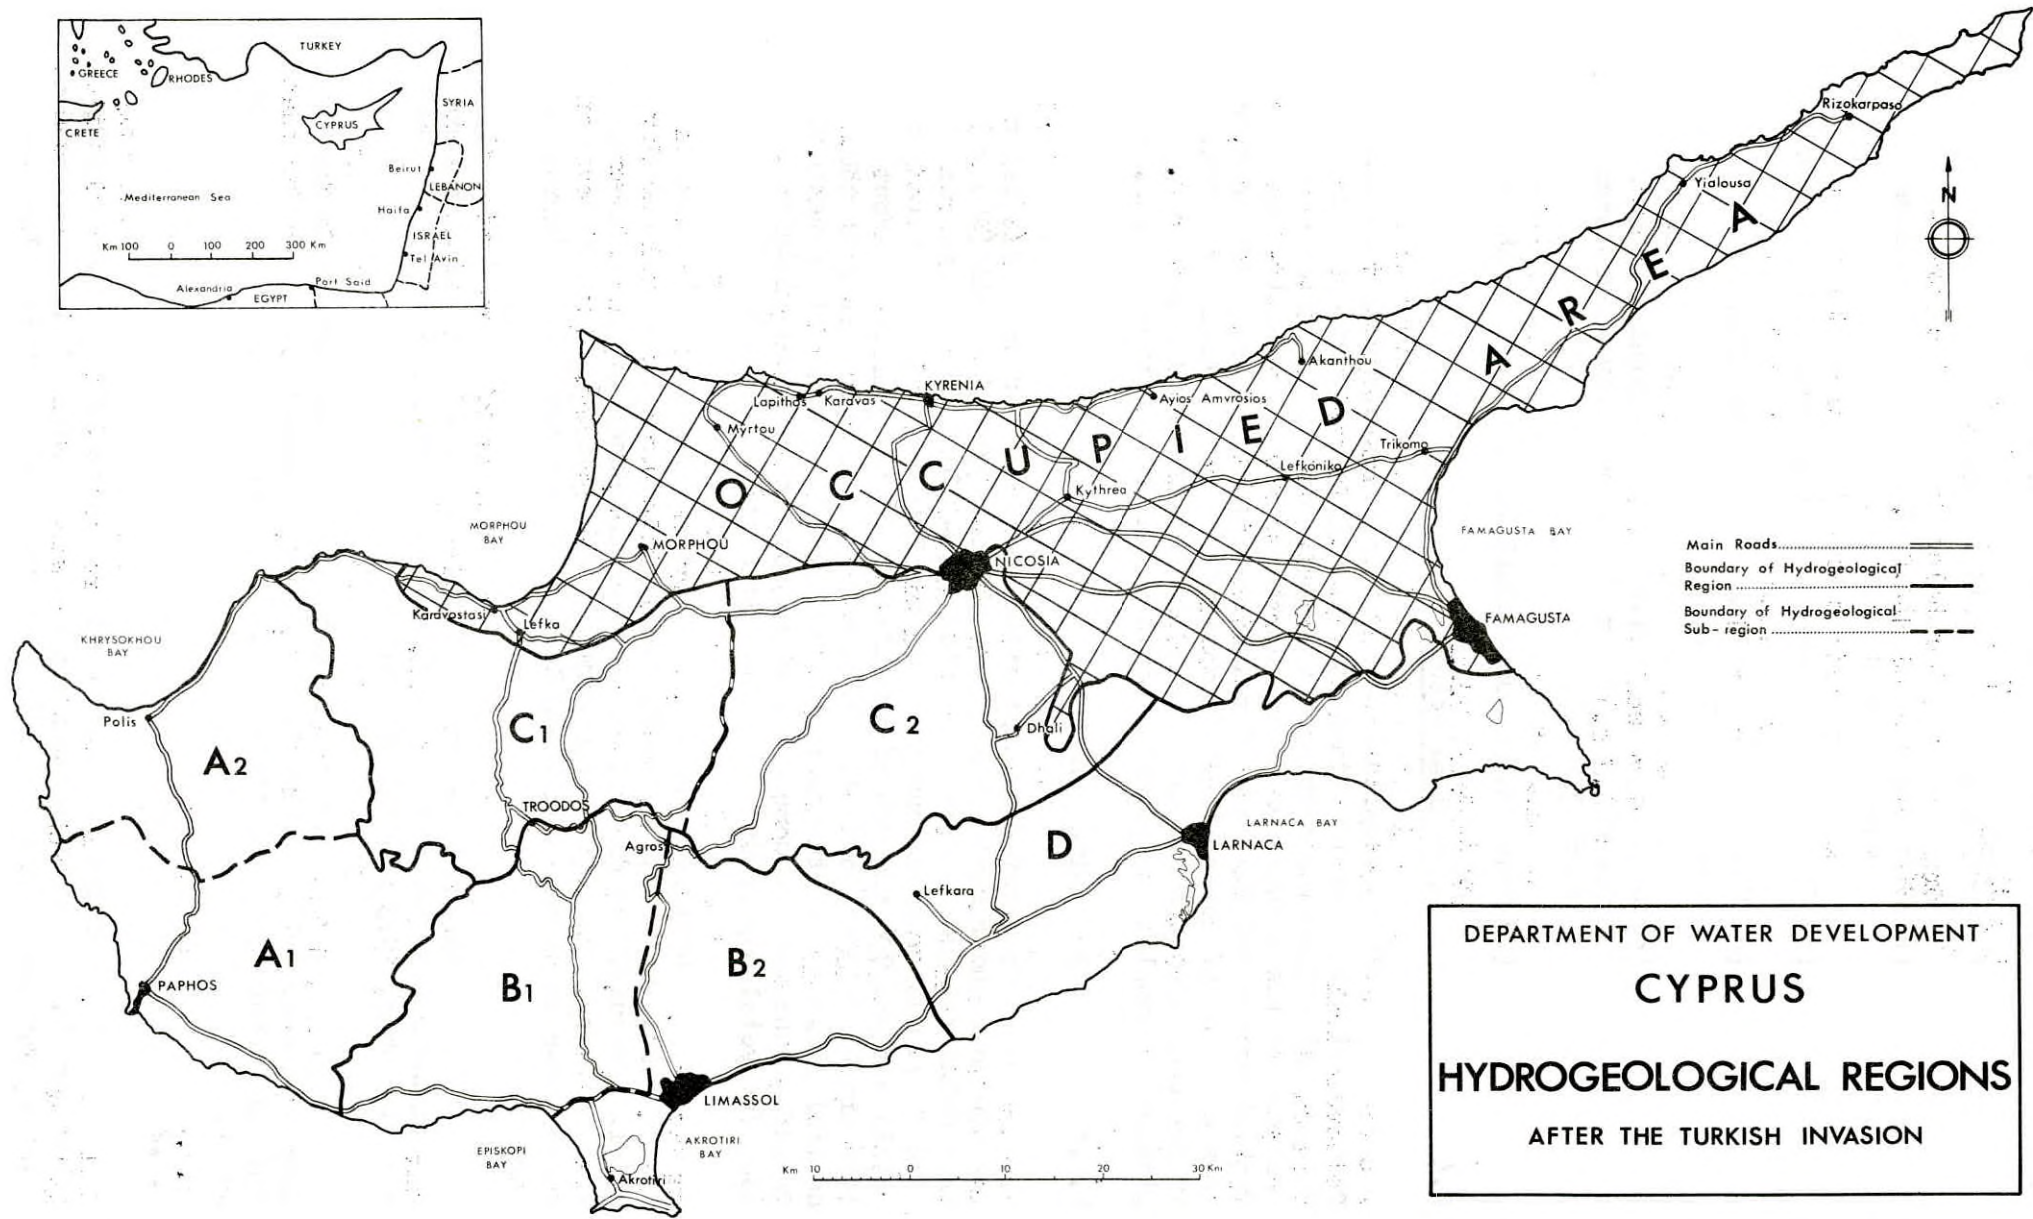 TURKEY
GREECE
RHODES
SYRIA
CYPRUS
CRETE
Beirut
LEBANON
Mediterranean Sea
Haifa
ISRAEL
Km 100 0 100 200 300 Km
Tel Avin
Alexandria
Port Said
EGYPT
Rizokarpaso
Yialousa
N
OCCUPIED AREA
Akanthou
KYRENIA
Lapithos
Karavas
Ayios Amvrosios
Myrtou
Trikomo
Lefkoniko
Kythrea
MORPHOU
BAY
MORPHOU
NICOSIA
FAMAGUSTA BAY
Main Roads
Boundary of Hydrogeological
Region
Boundary of Hydrogeological
Sub-region
Karavostasi
Lefka
FAMAGUSTA
KHRYSOKHOU
BAY
Polis
C1
C2
Dhali
A2
TROODOS
LARNACA BAY
Agros
D
LARNACA
Lefkara
A1
B1
B2
PAPHOS
LIMASSOL
EPISKOPI
BAY
AKROTIRI
BAY
Akrotiri
Km 10 0 10 20 30 Km
DEPARTMENT OF WATER DEVELOPMENT
CYPRUS
HYDROGEOLOGICAL REGIONS
AFTER THE TURKISH INVASION